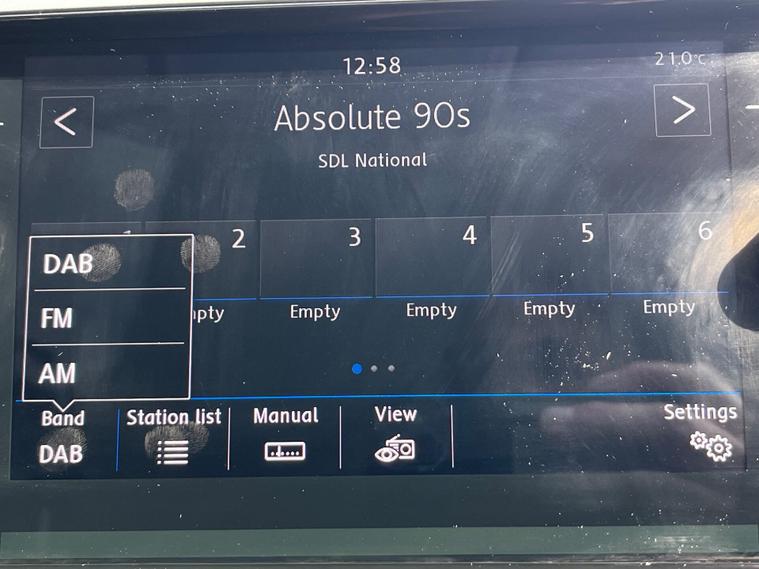 12:58
21.0°C
<
Absolute 90s
>
SDL National
2
3
4
5
6
DAB
FM
AM
pty
Empty
Empty
Empty
Empty
Band
Station list
Manual
View
Settings
DAB